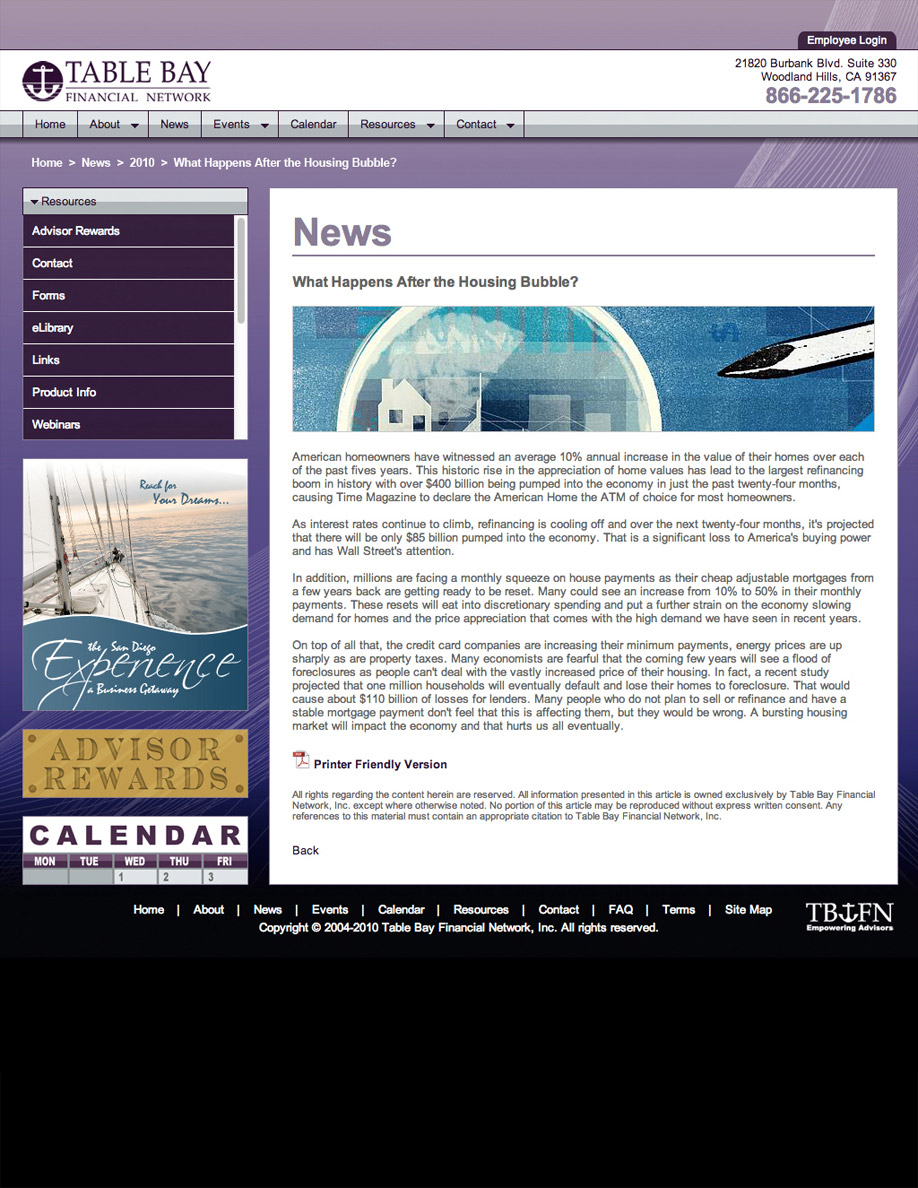 Employee Login
TABLE BAY
FINANCIAL NETWORK
21820 Burbank Blvd. Suite 330
Woodland Hills, CA 91367
866-225-1786
Home About News Events Calendar Resources Contact
Home > News > 2010 > What Happens After the Housing Bubble?
Resources
Advisor Rewards
Contact
Forms
eLibrary
Links
Product Info
Webinars
Reach for
Your Dreams...
the San Diego
Experience
a Business Getaway
ADVISOR
REWARDS
CALENDAR
MON TUE WED THU FRI
1 2 3
News
What Happens After the Housing Bubble?
$
American homeowners have witnessed an average 10% annual increase in the value of their homes over each
of the past fives years. This historic rise in the appreciation of home values has lead to the largest refinancing
boom in history with over $400 billion being pumped into the economy in just the past twenty-four months,
causing Time Magazine to declare the American Home the ATM of choice for most homeowners.
As interest rates continue to climb, refinancing is cooling off and over the next twenty-four months, it's projected
that there will be only $85 billion pumped into the economy. That is a significant loss to America's buying power
and has Wall Street's attention.
In addition, millions are facing a monthly squeeze on house payments as their cheap adjustable mortgages from
a few years back are getting ready to be reset. Many could see an increase from 10% to 50% in their monthly
payments. These resets will eat into discretionary spending and put a further strain on the economy slowing
demand for homes and the price appreciation that comes with the high demand we have seen in recent years.
On top of all that, the credit card companies are increasing their minimum payments, energy prices are up
sharply as are property taxes. Many economists are fearful that the coming few years will see a flood of
foreclosures as people can't deal with the vastly increased price of their housing. In fact, a recent study
projected that one million households will eventually default and lose their homes to foreclosure. That would
cause about $110 billion of losses for lenders. Many people who do not plan to sell or refinance and have a
stable mortgage payment don't feel that this is affecting them, but they would be wrong. A bursting housing
market will impact the economy and that hurts us all eventually.
Printer Friendly Version
All rights regarding the content herein are reserved. All information presented in this article is owned exclusively by Table Bay Financial
Network, Inc. except where otherwise noted. No portion of this article may be reproduced without express written consent. Any
references to this material must contain an appropriate citation to Table Bay Financial Network, Inc.
Back
Home | About | News | Events | Calendar | Resources | Contact | FAQ | Terms | Site Map
Copyright © 2004-2010 Table Bay Financial Network, Inc. All rights reserved.
TB FN
Empowering Advisors